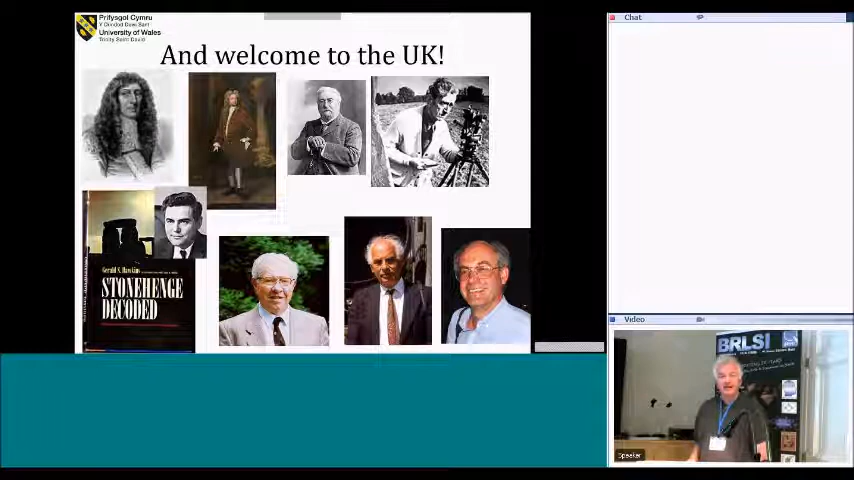 Prifysgol Cymru
Y Drindod Dewi Sant
University of Wales
Trinity Saint David
And welcome to the UK!
Gerald S. Hawkins
STONEHENGE
DECODED
Chat
Video
BRLSI
Speaker